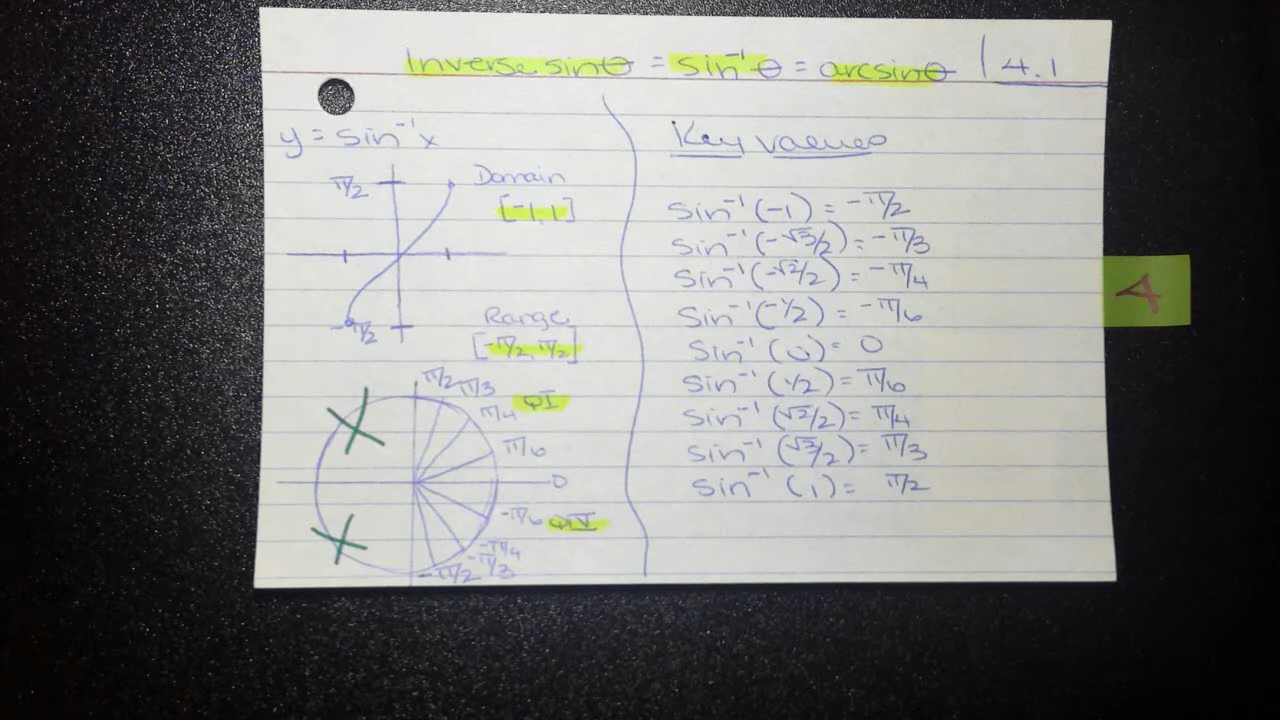 Inverse sinθ = sin⁻¹θ = arcsinθ | 4.1
y = sin⁻¹x
π/2
Domain
[-1, 1]
-π/2
Range
[-π/2, π/2]
π/2
π/3
QI
π/4
π/6
0
-π/6
QIV
-π/4
-π/3
-π/2
Key values
sin⁻¹(-1) = -π/2
sin⁻¹(-√3/2) = -π/3
sin⁻¹(-√2/2) = -π/4
sin⁻¹(-1/2) = -π/6
sin⁻¹(0) = 0
sin⁻¹(1/2) = π/6
sin⁻¹(√2/2) = π/4
sin⁻¹(√3/2) = π/3
sin⁻¹(1) = π/2
4